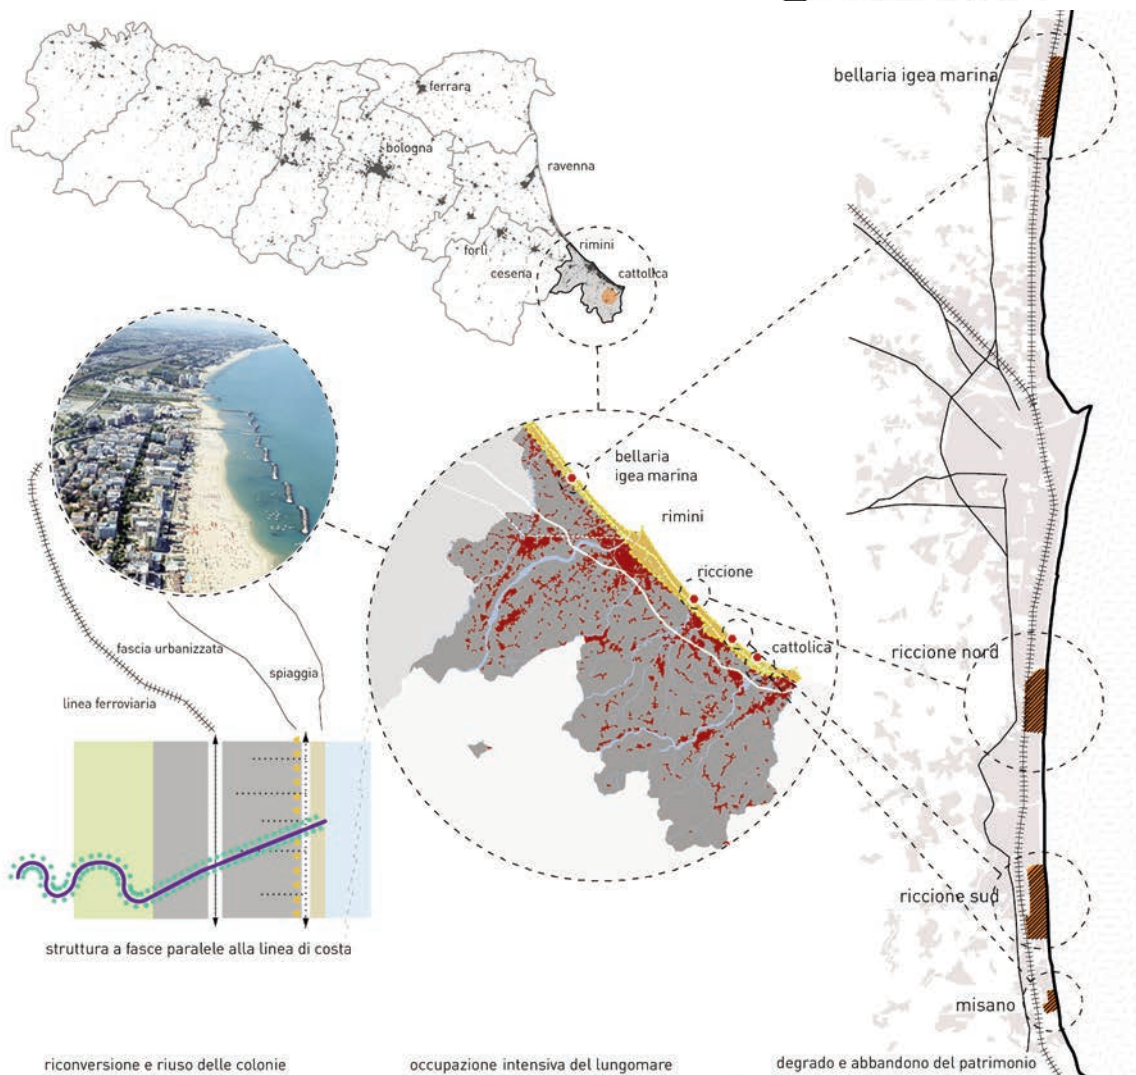 bellaria igea marina
ferrara
bologna
ravenna
forlì
cesena
rimini
cattolica
bellaria
igea marina
rimini
riccione
cattolica
riccione nord
fascia urbanizzata
spiaggia
linea ferroviaria
riccione sud
struttura a fasce paralele alla linea di costa
misano
riconversione e riuso delle colonie
occupazione intensiva del lungomare
degrado e abbandono del patrimonio